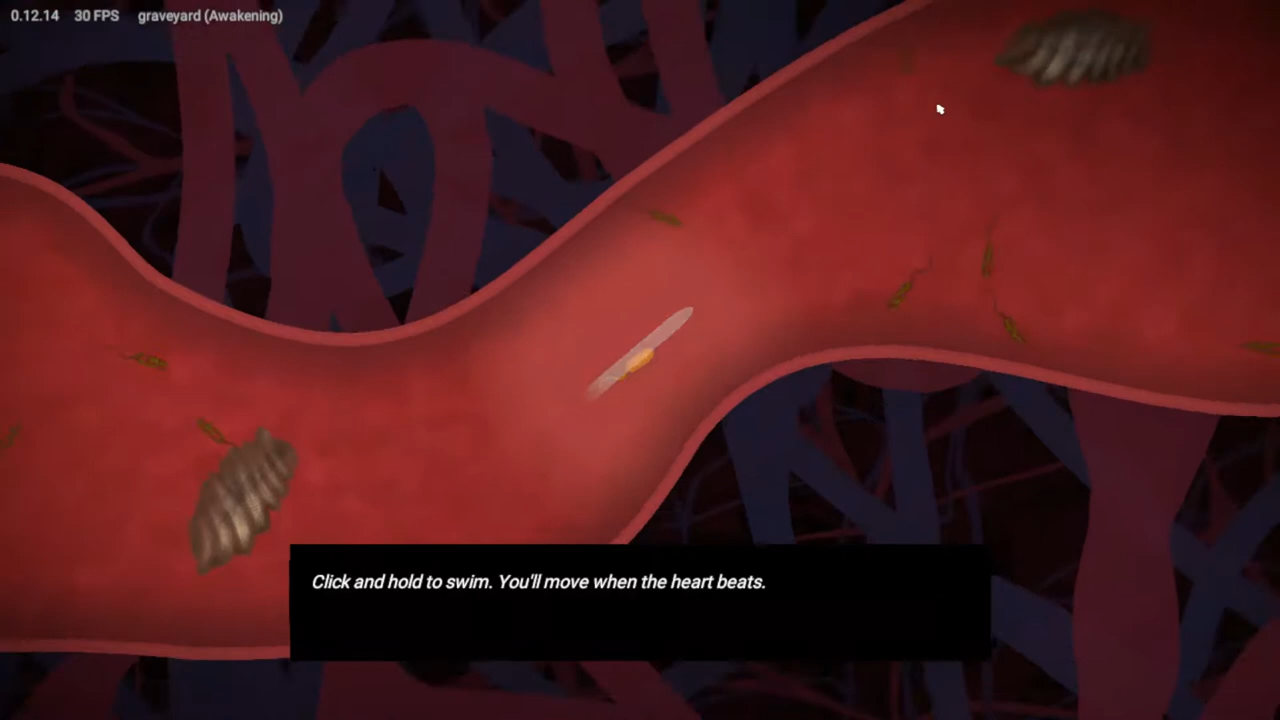 0.12.14 30 FPS graveyard (Awakening)
Click and hold to swim. You'll move when the heart beats.